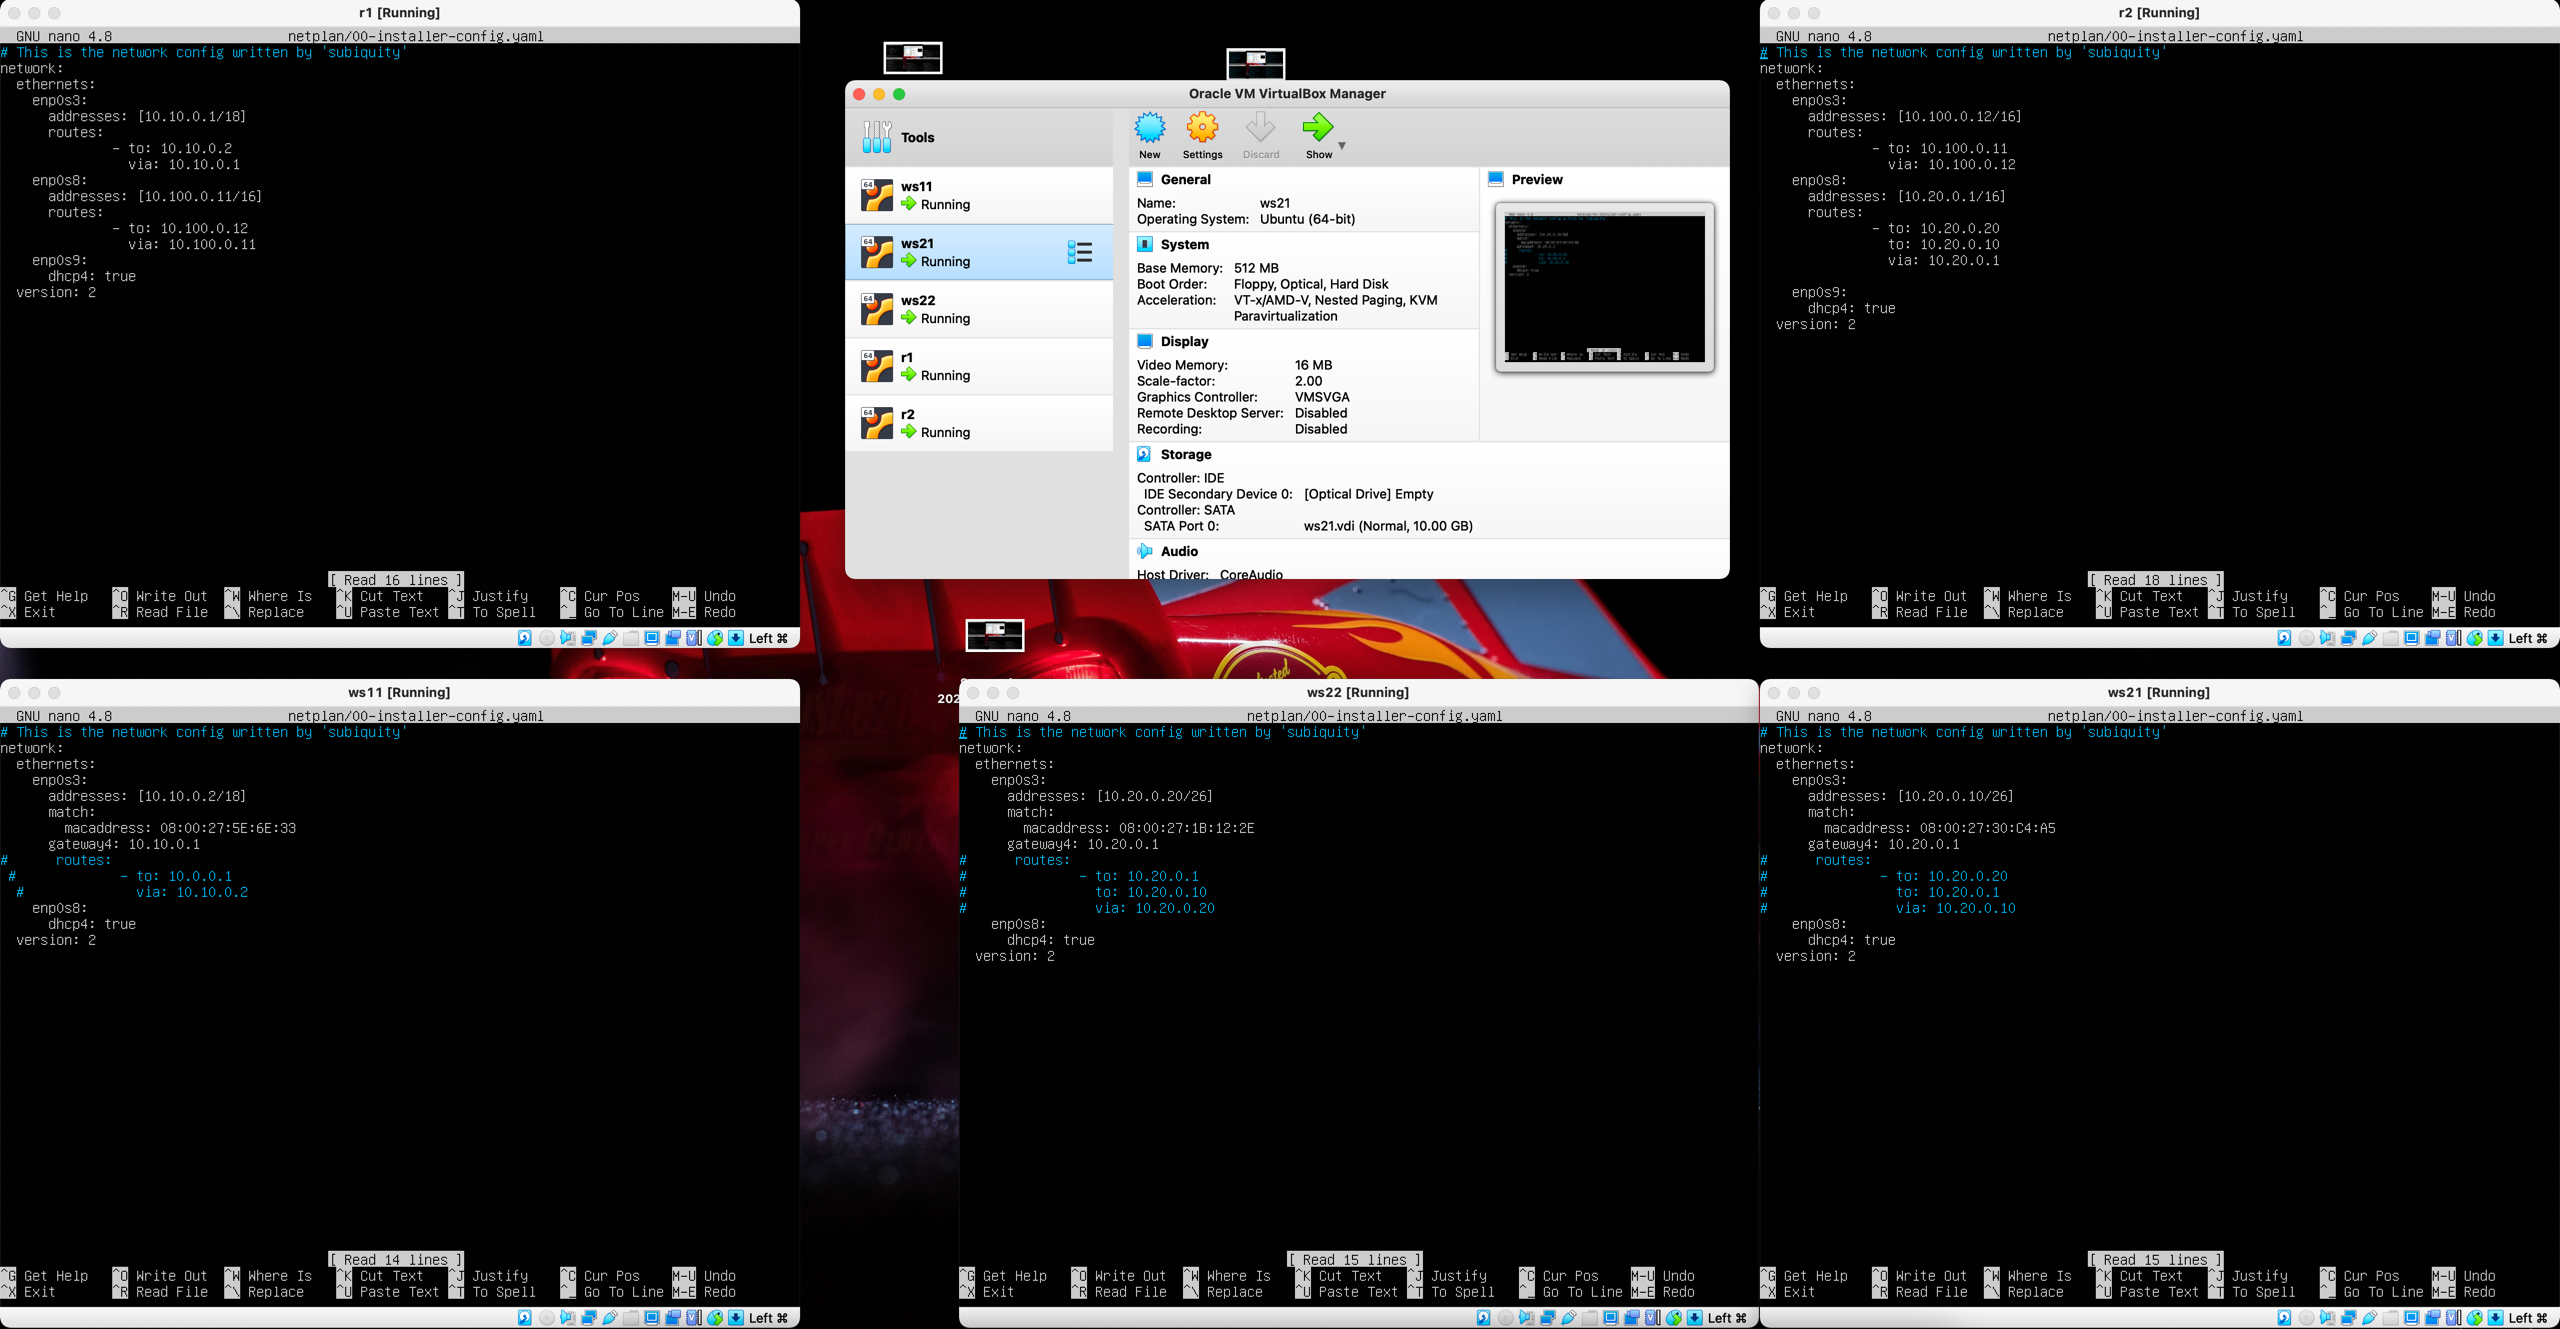 r1 [Running]
GNU nano 4.8 netplan/00-installer-config.yaml
# This is the network config written by 'subiquity'
network:
  ethernets:
    enp0s3:
      addresses: [10.10.0.1/18]
      routes:
              - to: 10.10.0.2
                via: 10.10.0.1
    enp0s8:
      addresses: [10.100.0.11/16]
      routes:
              - to: 10.100.0.12
                via: 10.100.0.11
    enp0s9:
      dhcp4: true
  version: 2
[ Read 16 lines ]
^G Get Help ^O Write Out ^W Where Is ^K Cut Text ^J Justify ^C Cur Pos M-U Undo
^X Exit ^R Read File ^\ Replace ^U Paste Text ^T To Spell ^_ Go To Line M-E Redo
Left ⌘
Oracle VM VirtualBox Manager
Tools
New Settings Discard Show
64 ws11
Running
64 ws21
Running
64 ws22
Running
64 r1
Running
64 r2
Running
General
Name: ws21
Operating System: Ubuntu (64-bit)
System
Base Memory: 512 MB
Boot Order: Floppy, Optical, Hard Disk
Acceleration: VT-x/AMD-V, Nested Paging, KVM
Paravirtualization
Display
Video Memory: 16 MB
Scale-factor: 2.00
Graphics Controller: VMSVGA
Remote Desktop Server: Disabled
Recording: Disabled
Storage
Controller: IDE
IDE Secondary Device 0: [Optical Drive] Empty
Controller: SATA
SATA Port 0: ws21.vdi (Normal, 10.00 GB)
Audio
Host Driver: CoreAudio
Preview
r2 [Running]
GNU nano 4.8 netplan/00-installer-config.yaml
# This is the network config written by 'subiquity'
network:
  ethernets:
    enp0s3:
      addresses: [10.100.0.12/16]
      routes:
              - to: 10.100.0.11
                via: 10.100.0.12
    enp0s8:
      addresses: [10.20.0.1/16]
      routes:
              - to: 10.20.0.20
                to: 10.20.0.10
                via: 10.20.0.1
    enp0s9:
      dhcp4: true
  version: 2
[ Read 18 lines ]
^G Get Help ^O Write Out ^W Where Is ^K Cut Text ^J Justify ^C Cur Pos M-U Undo
^X Exit ^R Read File ^\ Replace ^U Paste Text ^T To Spell ^_ Go To Line M-E Redo
Left ⌘
202
ws11 [Running]
GNU nano 4.8 netplan/00-installer-config.yaml
# This is the network config written by 'subiquity'
network:
  ethernets:
    enp0s3:
      addresses: [10.10.0.2/18]
      match:
        macaddress: 08:00:27:5E:6E:33
      gateway4: 10.10.0.1
#      routes:
 #             - to: 10.0.0.1
  #              via: 10.10.0.2
    enp0s8:
      dhcp4: true
  version: 2
[ Read 14 lines ]
^G Get Help ^O Write Out ^W Where Is ^K Cut Text ^J Justify ^C Cur Pos M-U Undo
^X Exit ^R Read File ^\ Replace ^U Paste Text ^T To Spell ^_ Go To Line M-E Redo
Left ⌘
ws22 [Running]
GNU nano 4.8 netplan/00-installer-config.yaml
# This is the network config written by 'subiquity'
network:
  ethernets:
    enp0s3:
      addresses: [10.20.0.20/26]
      match:
        macaddress: 08:00:27:1B:12:2E
      gateway4: 10.20.0.1
#      routes:
#              - to: 10.20.0.1
#                to: 10.20.0.10
#                via: 10.20.0.20
    enp0s8:
      dhcp4: true
  version: 2
[ Read 15 lines ]
^G Get Help ^O Write Out ^W Where Is ^K Cut Text ^J Justify ^C Cur Pos M-U Undo
^X Exit ^R Read File ^\ Replace ^U Paste Text ^T To Spell ^_ Go To Line M-E Redo
Left ⌘
ws21 [Running]
GNU nano 4.8 netplan/00-installer-config.yaml
# This is the network config written by 'subiquity'
network:
  ethernets:
    enp0s3:
      addresses: [10.20.0.10/26]
      match:
        macaddress: 08:00:27:30:C4:A5
      gateway4: 10.20.0.1
#      routes:
#              - to: 10.20.0.20
#                to: 10.20.0.1
#                via: 10.20.0.10
    enp0s8:
      dhcp4: true
  version: 2
[ Read 15 lines ]
^G Get Help ^O Write Out ^W Where Is ^K Cut Text ^J Justify ^C Cur Pos M-U Undo
^X Exit ^R Read File ^\ Replace ^U Paste Text ^T To Spell ^_ Go To Line M-E Redo
Left ⌘